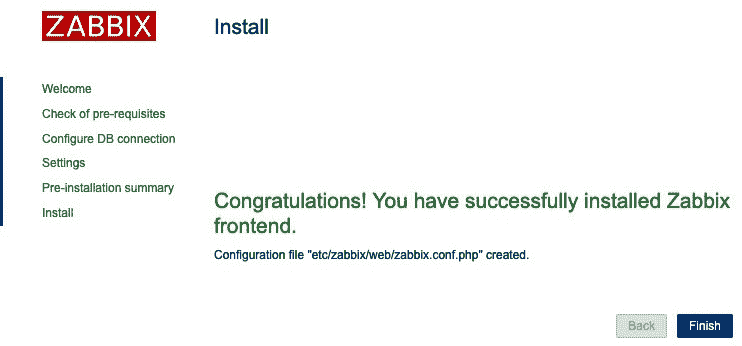 ZABBIX
Install
Welcome
Check of pre-requisites
Configure DB connection
Settings
Pre-installation summary
Install
Congratulations! You have successfully installed Zabbix
frontend.
Configuration file "etc/zabbix/web/zabbix.conf.php" created.
Back
Finish